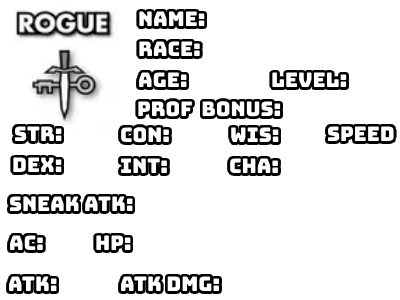 ROGUE
NAME:
RACE:
AGE: LEVEL:
PROF BONUS:
STR: CON: WIS: SPEED
DEX: INT: CHA:
SNEAK ATK:
AC: HP:
ATK: ATK DMG: